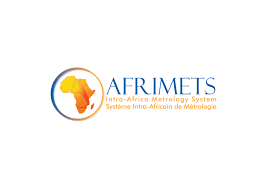 AFRIMETS
Intra-Africa Metrology System
Système Intra-Africain de Métrologie